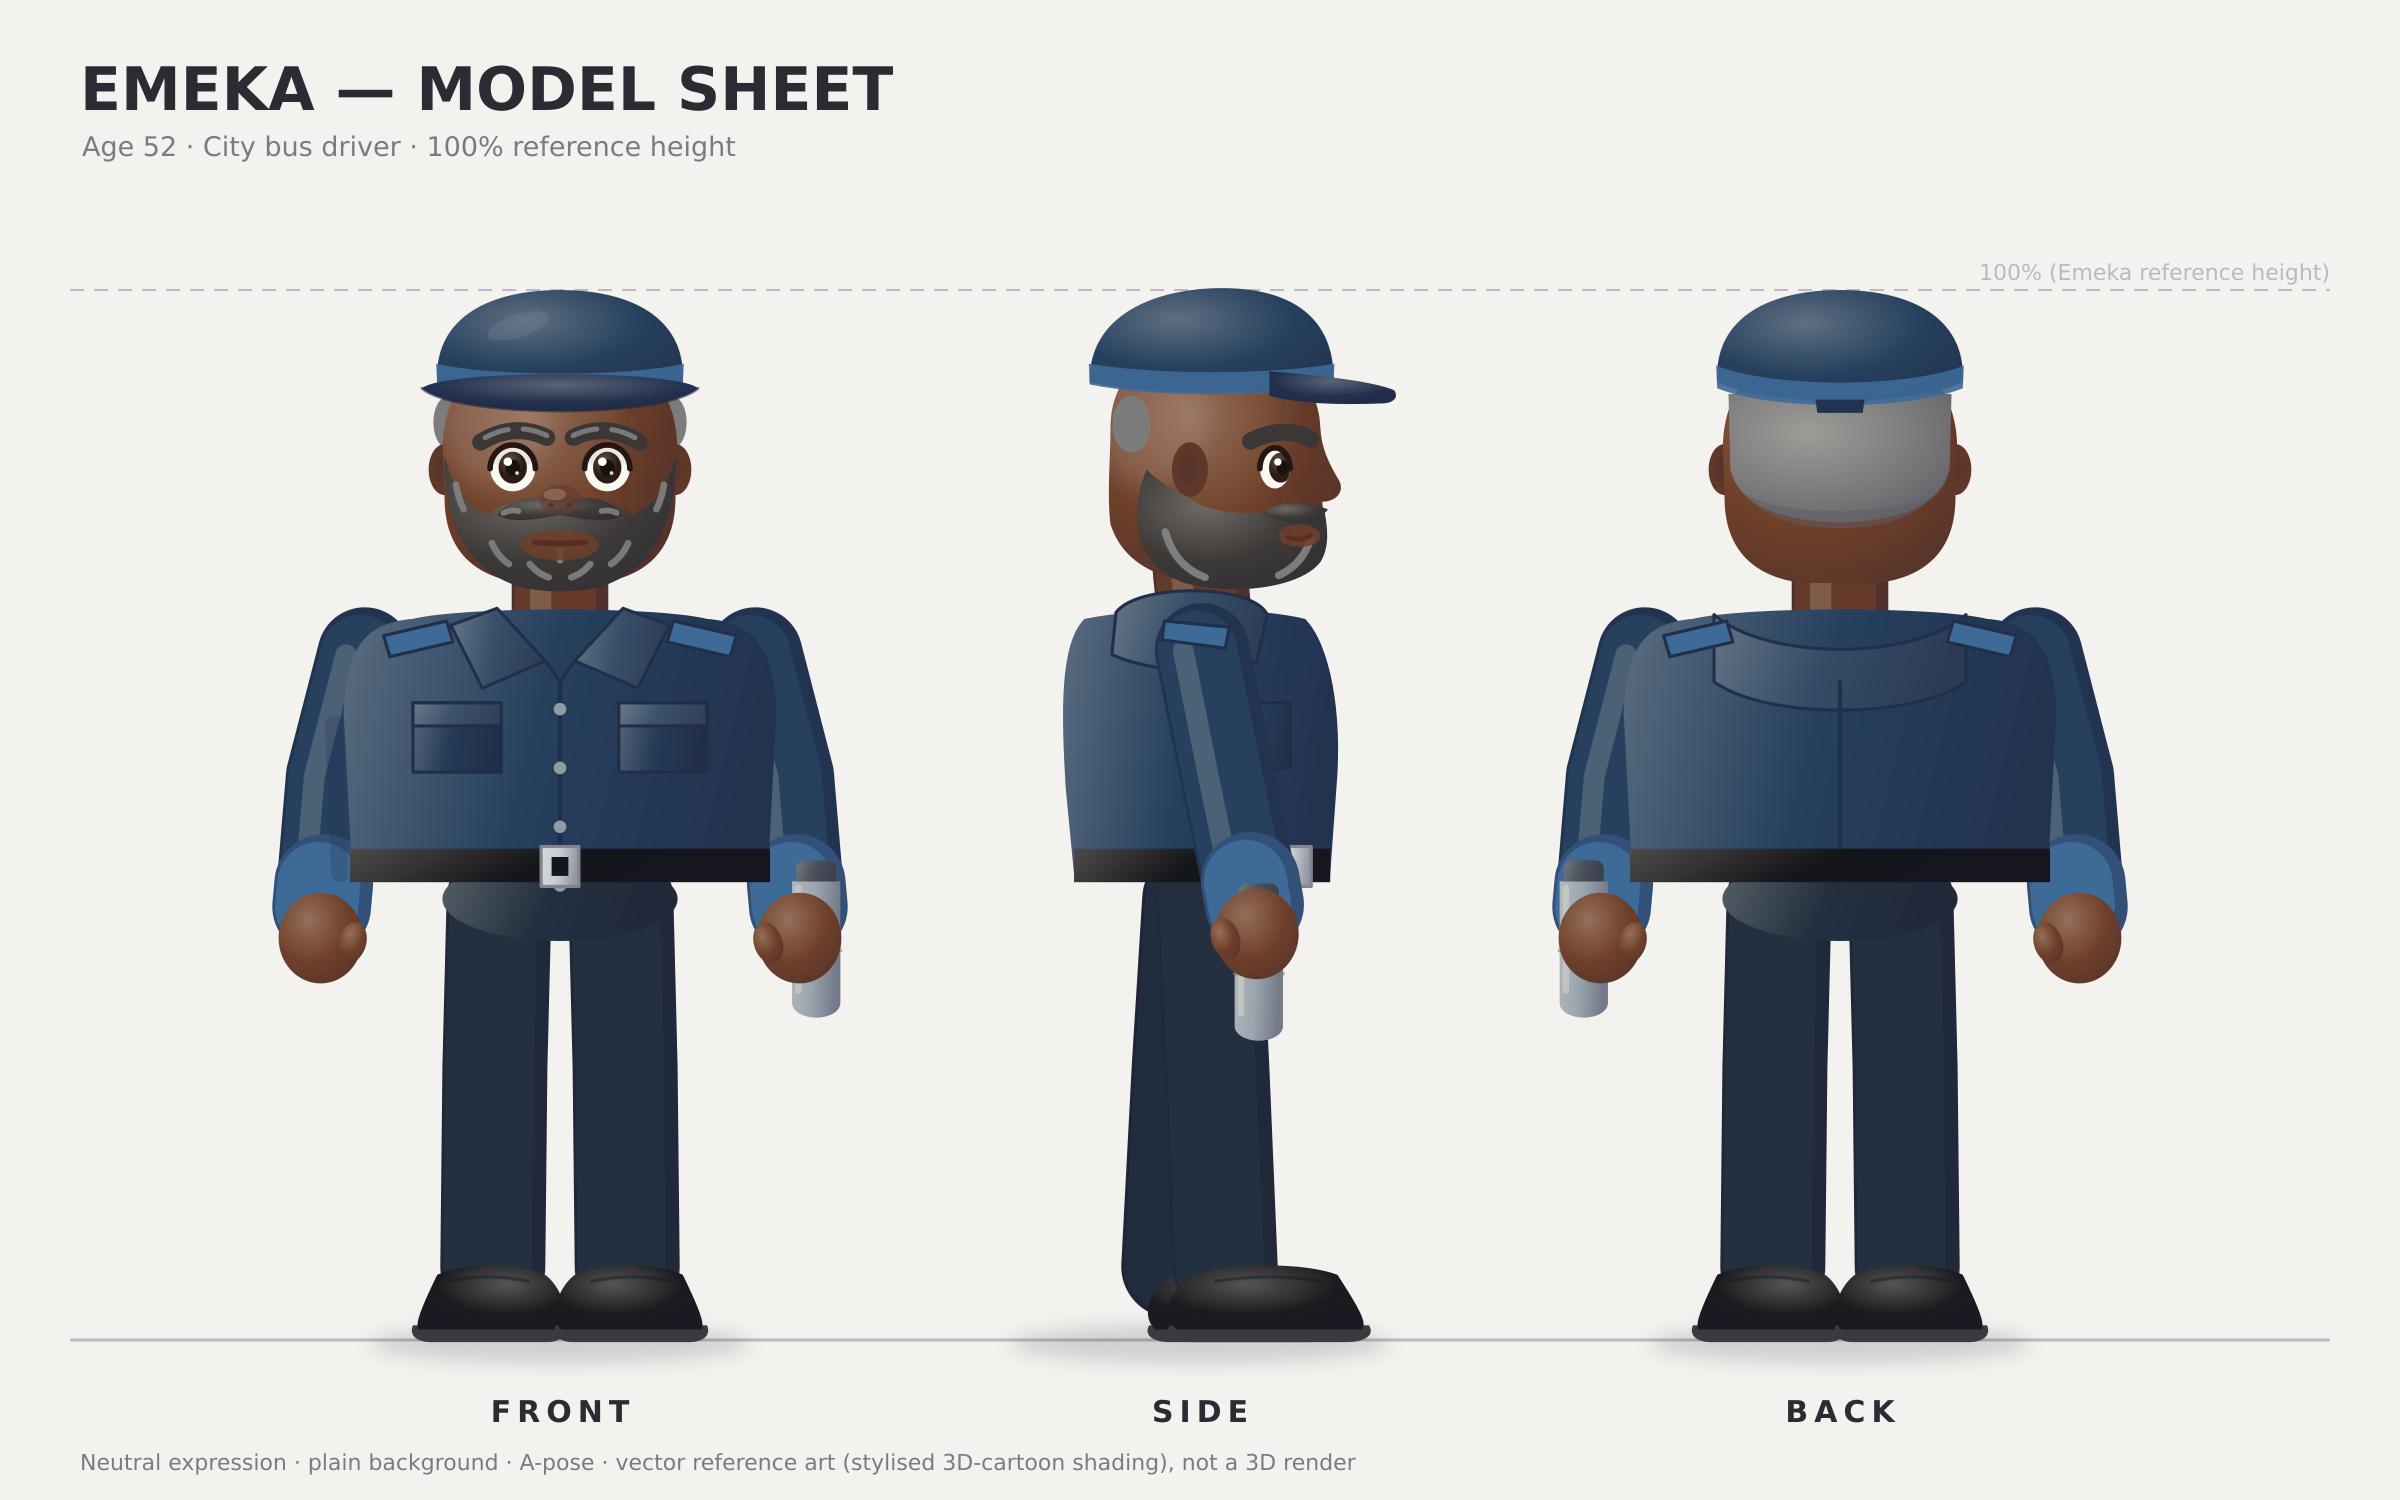 EMEKA — MODEL SHEET
Age 52 · City bus driver · 100% reference height
100% (Emeka reference height)
FRONT
SIDE
BACK
Neutral expression · plain background · A-pose · vector reference art (stylised 3D-cartoon shading), not a 3D render